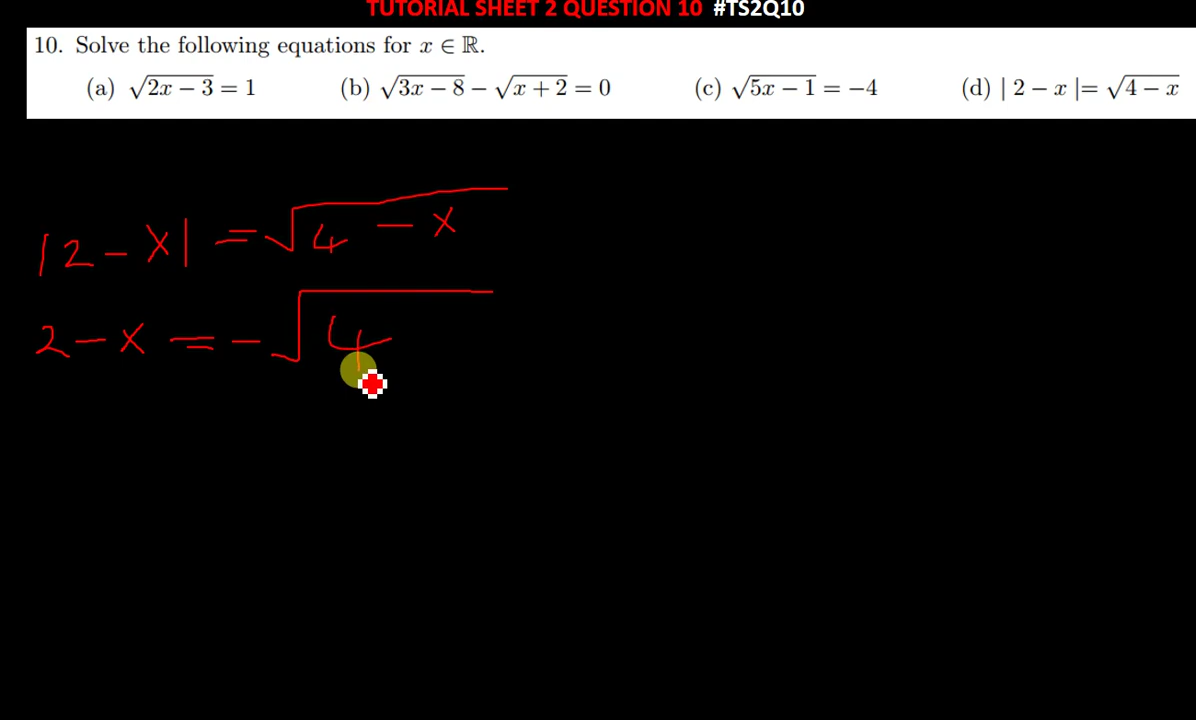 TUTORIAL SHEET 2 QUESTION 10 #TS2Q10
10. Solve the following equations for x ∈ ℝ.
(a) √(2x − 3) = 1 (b) √(3x − 8) − √(x + 2) = 0 (c) √(5x − 1) = −4 (d) | 2 − x |= √(4 − x)
|2 − x| = √(4 − x)
2 − x = − √4